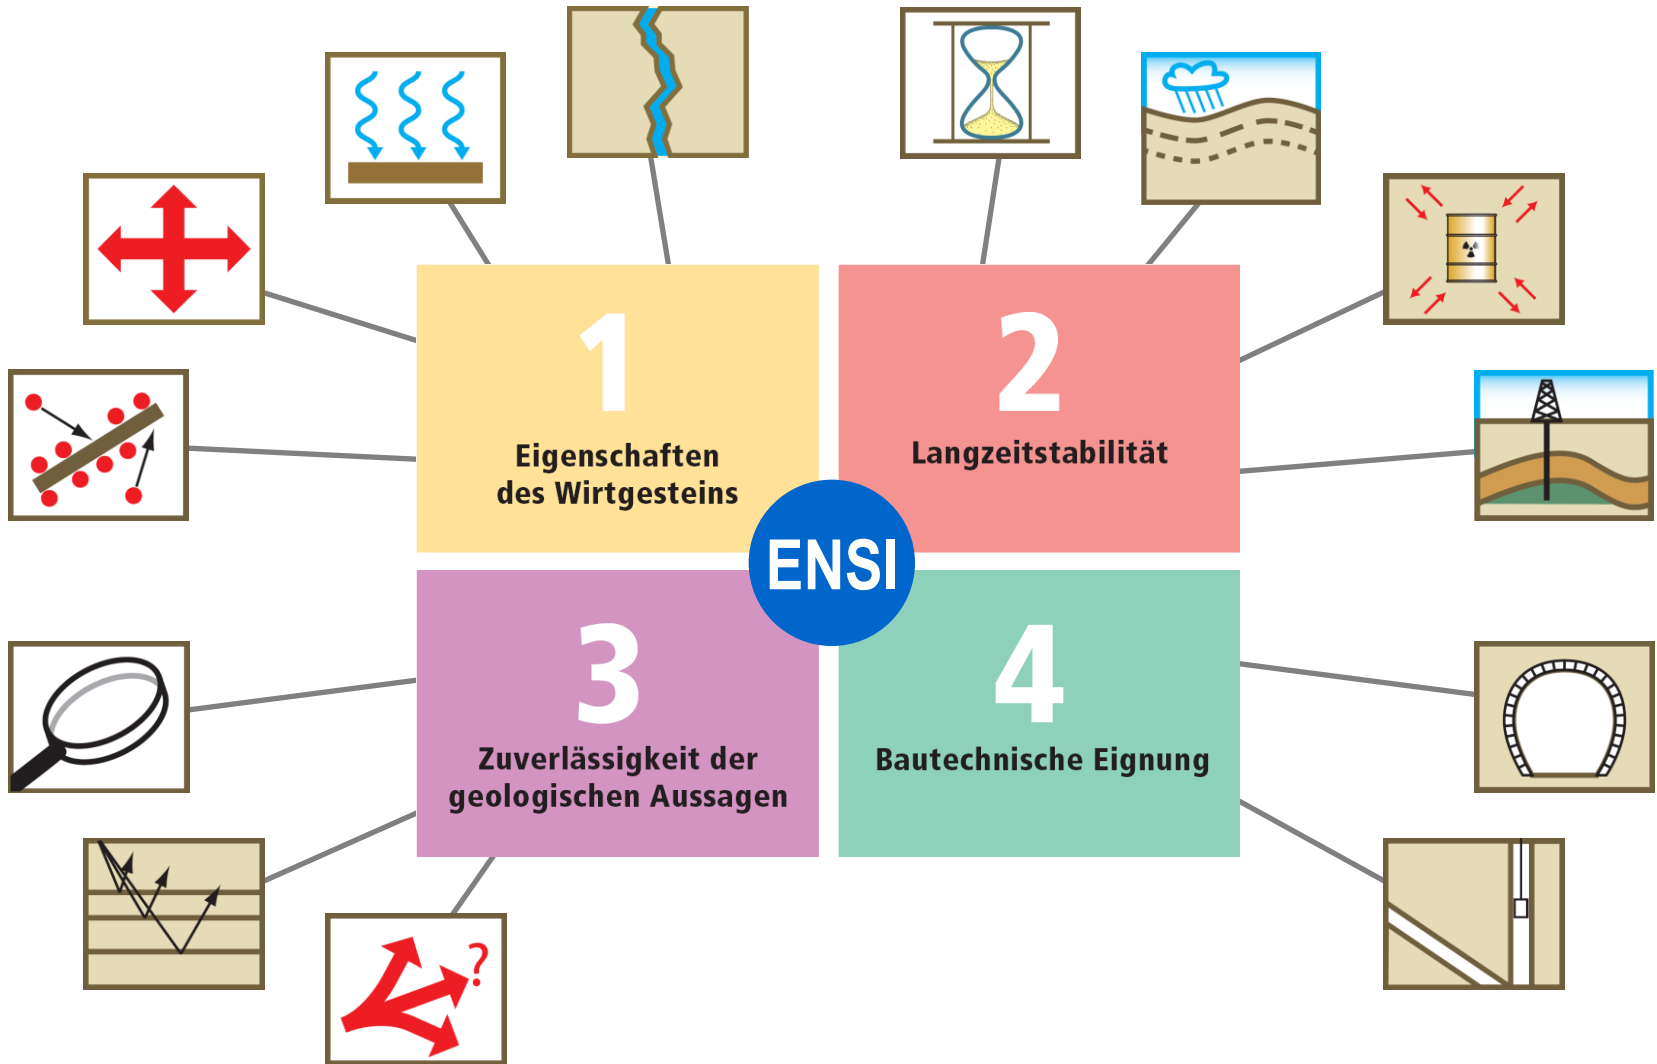 1
Eigenschaften
des Wirtgesteins
2
Langzeitstabilität
ENSI
3
Zuverlässigkeit der
geologischen Aussagen
4
Bautechnische Eignung
?